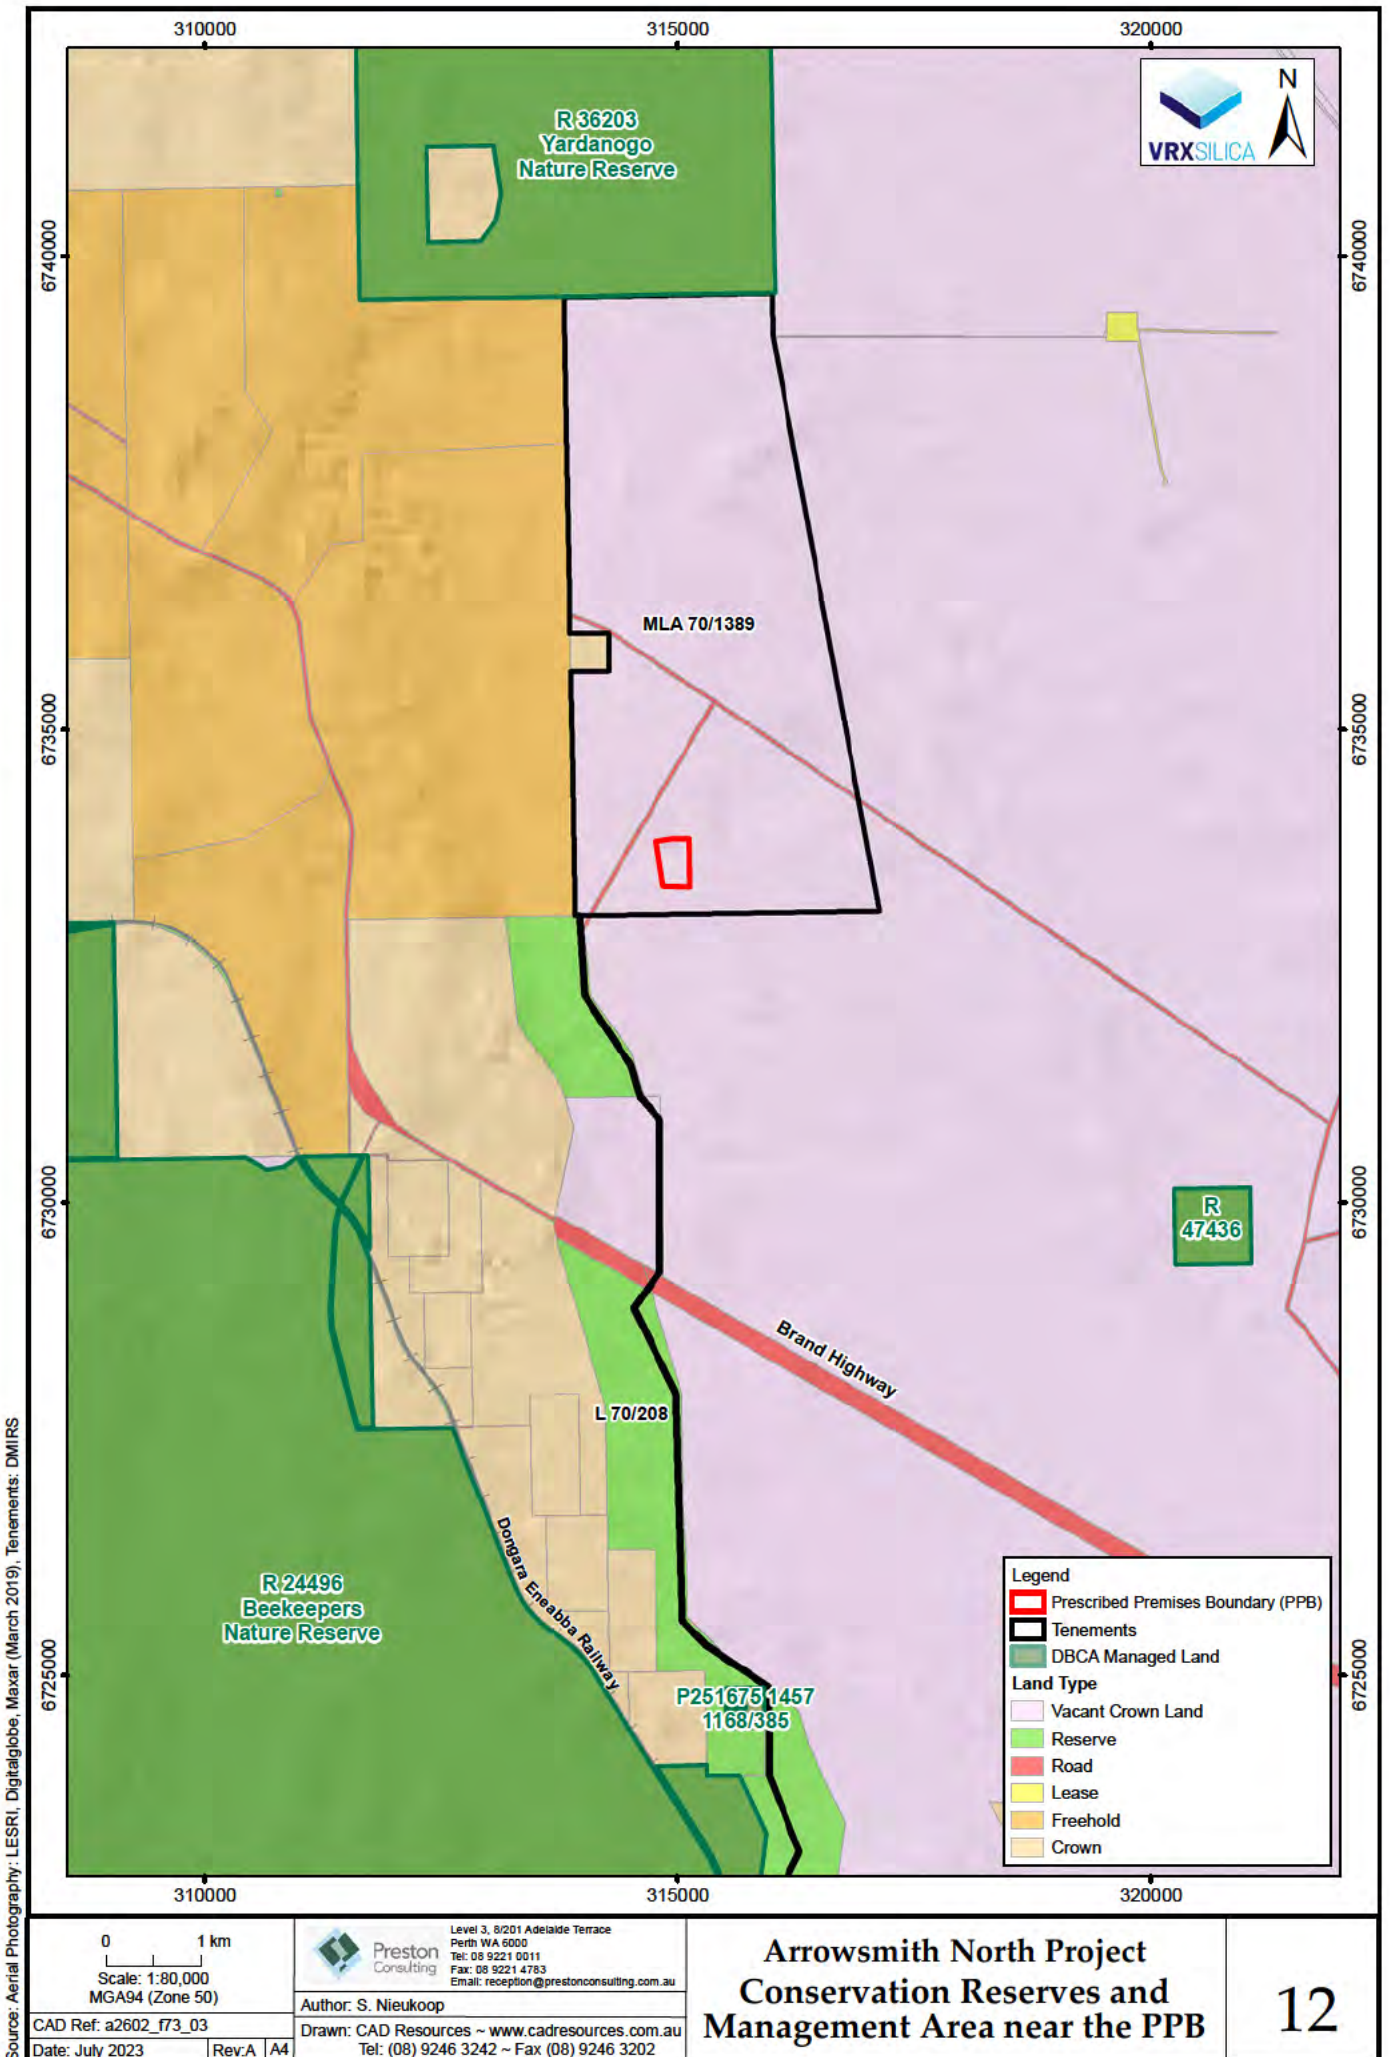 310000
315000
320000
R 36203
Yardanogo
Nature Reserve
N
VRXSILICA
6740000
6740000
MLA 70/1389
6735000
6735000
6730000
6730000
R
47436
Brand Highway
L 70/208
Dongara Eneabba Railway
R 24496
Beekeepers
Nature Reserve
P251675 1457
1168/385
6725000
6725000
Legend
Prescribed Premises Boundary (PPB)
Tenements
DBCA Managed Land
Land Type
Vacant Crown Land
Reserve
Road
Lease
Freehold
Crown
310000
315000
320000
Source: Aerial Photography: LESRI, Digitalglobe, Maxar (March 2019), Tenements: DMIRS
0 1 km
Scale: 1:80,000
MGA94 (Zone 50)
CAD Ref: a2602_f73_03
Date: July 2023
Rev:A
A4
Preston
Consulting
Level 3, 8/201 Adelaide Terrace
Perth WA 6000
Tel: 08 9221 0011
Fax: 08 9221 4783
Email: reception@prestonconsulting.com.au
Author: S. Nieukoop
Drawn: CAD Resources ~ www.cadresources.com.au
Tel: (08) 9246 3242 ~ Fax (08) 9246 3202
Arrowsmith North Project
Conservation Reserves and
Management Area near the PPB
12